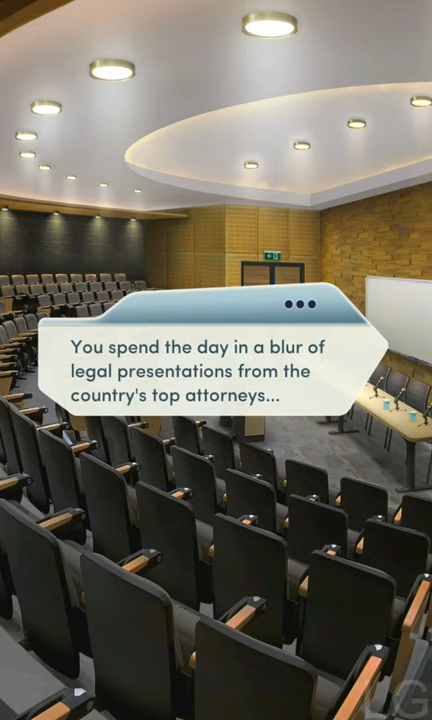 You spend the day in a blur of
legal presentations from the
country's top attorneys...